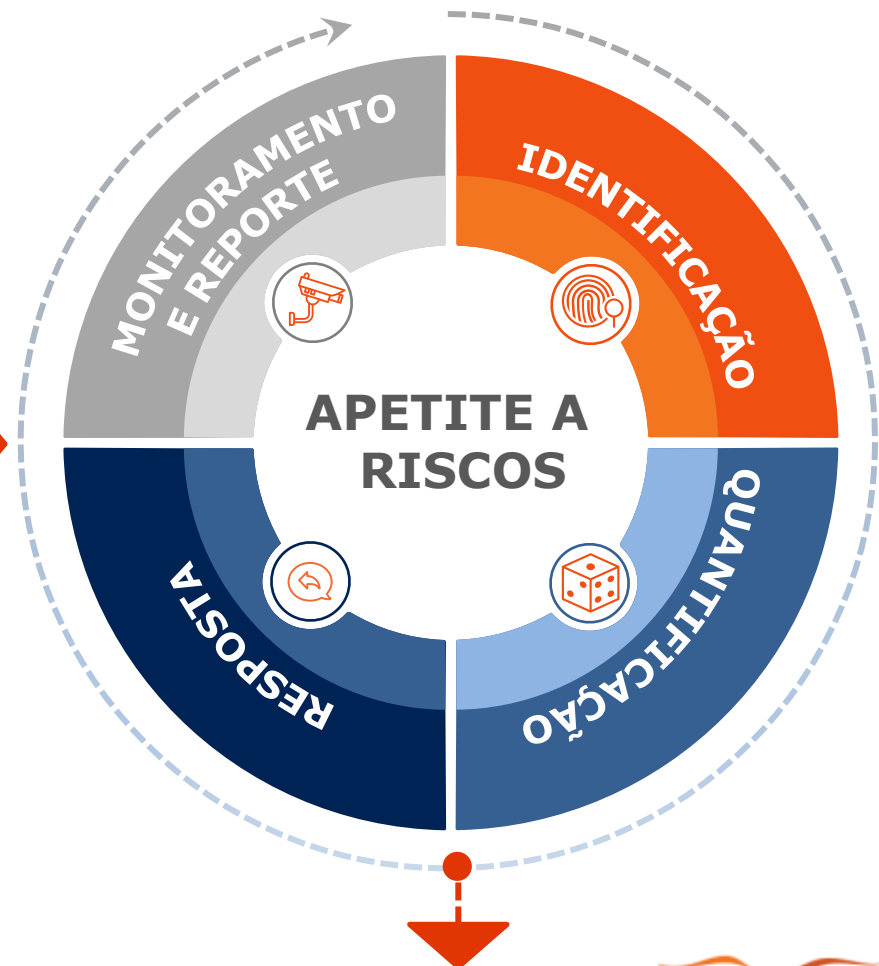 MONITORAMENTO
E REPORTE
IDENTIFICAÇÃO
APETITE A
RISCOS
RESPOSTA
QUANTIFICAÇÃO